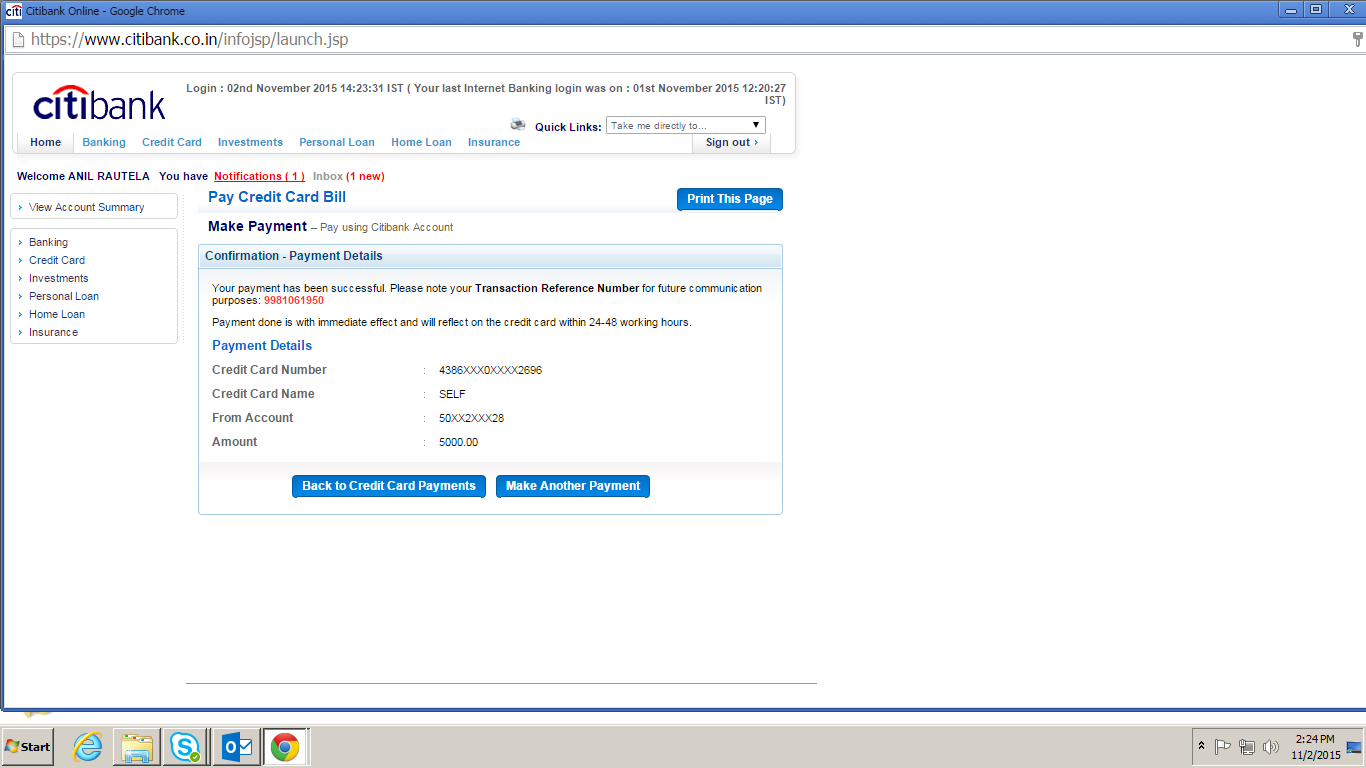 Citibank Online - Google Chrome
https://www.citibank.co.in/infojsp/launch.jsp
citibank
Login : 02nd November 2015 14:23:31 IST ( Your last Internet Banking login was on : 01st November 2015 12:20:27
IST)
Quick Links: Take me directly to...
Home Banking Credit Card Investments Personal Loan Home Loan Insurance Sign out ›
Welcome ANIL RAUTELA You have Notifications ( 1 ) Inbox (1 new)
View Account Summary
Banking
Credit Card
Investments
Personal Loan
Home Loan
Insurance
Pay Credit Card Bill
Print This Page
Make Payment – Pay using Citibank Account
Confirmation - Payment Details
Your payment has been successful. Please note your Transaction Reference Number for future communication
purposes: 9981061950
Payment done is with immediate effect and will reflect on the credit card within 24-48 working hours.
Payment Details
Credit Card Number : 4386XXX0XXXX2696
Credit Card Name : SELF
From Account : 50XX2XXX28
Amount : 5000.00
Back to Credit Card Payments Make Another Payment
Start
2:24 PM
11/2/2015